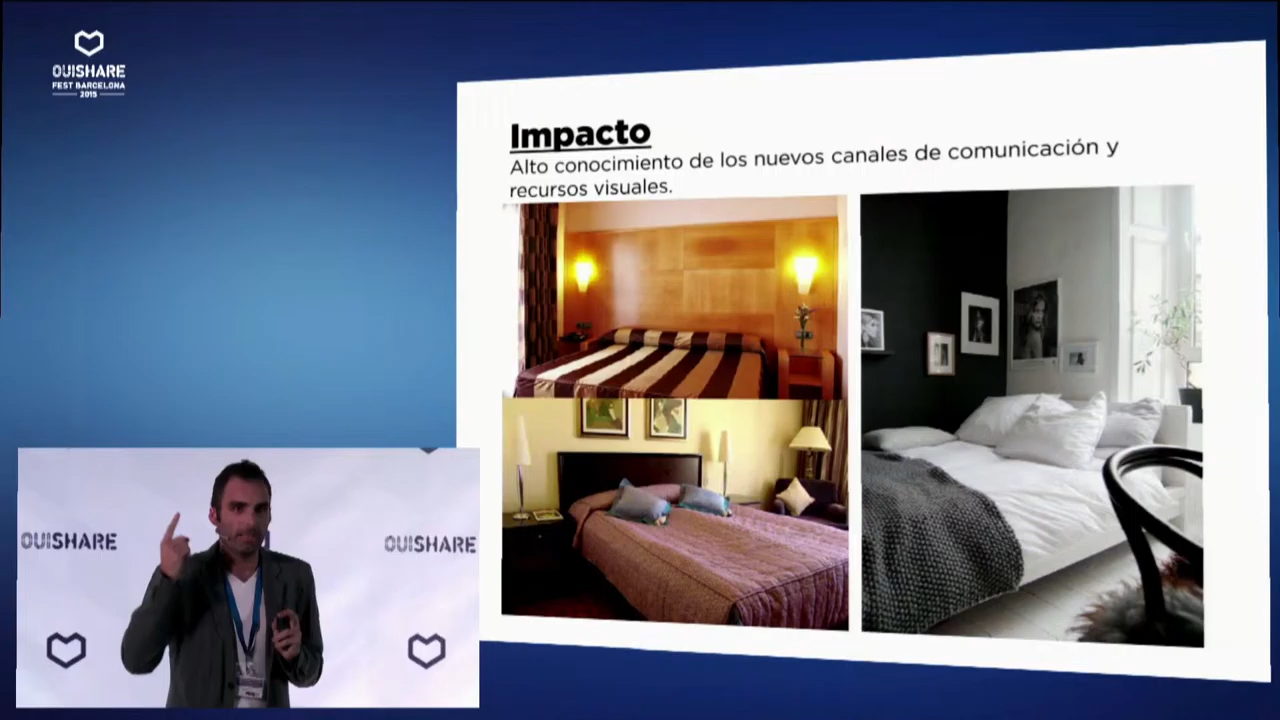 OUISHARE
FEST BARCELONA
2015
Impacto
Alto conocimiento de los nuevos canales de comunicación y
recursos visuales.
OUISHARE
OUISHARE